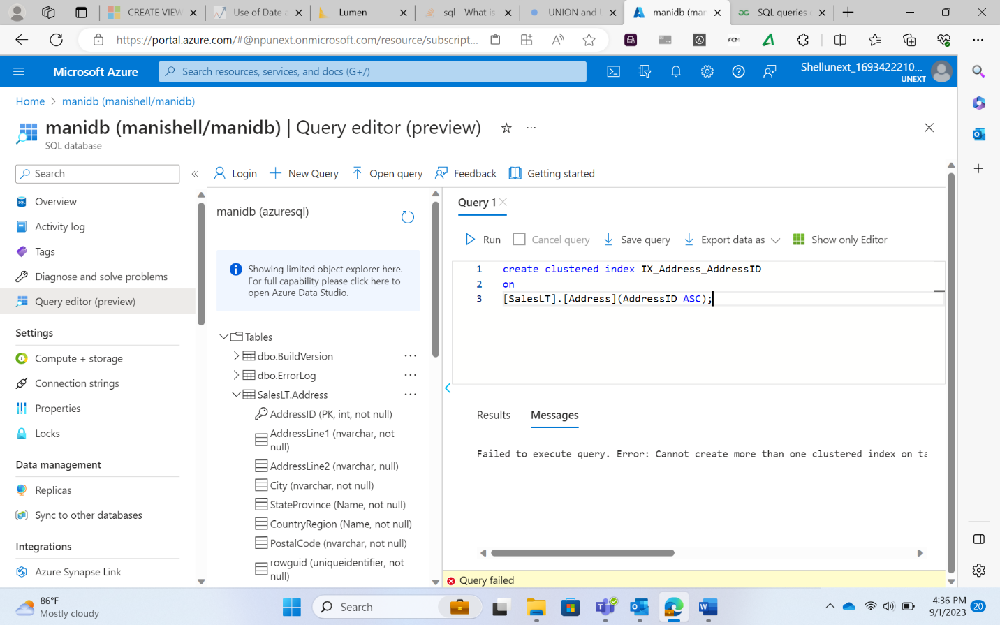 CREATE VIEW
Use of Date a
Lumen
sql - What is
UNION and U
manidb (man
SQL queries
https://portal.azure.com/#@npunext.onmicrosoft.com/resource/subscript...
FCM
Microsoft Azure
Search resources, services, and docs (G+/)
Shellunext_1693422210...
UNEXT
Home > manidb (manishell/manidb)
manidb (manishell/manidb) | Query editor (preview)
...
SQL database
Search
«
Login
New Query
Open query
Feedback
Getting started
Overview
Activity log
Tags
Diagnose and solve problems
Query editor (preview)
Settings
Compute + storage
Connection strings
Properties
Locks
Data management
Replicas
Sync to other databases
Integrations
Azure Synapse Link
manidb (azuresql)
Showing limited object explorer here.
For full capability please click here to
open Azure Data Studio.
Tables
dbo.BuildVersion ...
dbo.ErrorLog ...
SalesLT.Address ...
AddressID (PK, int, not null)
AddressLine1 (nvarchar, not
null)
AddressLine2 (nvarchar, null)
City (nvarchar, not null)
StateProvince (Name, not null)
CountryRegion (Name, not null)
PostalCode (nvarchar, not null)
rowguid (uniqueidentifier, not
null)
Query 1
Run
Cancel query
Save query
Export data as
Show only Editor
1 create clustered index IX_Address_AddressID
2 on
3 [SalesLT].[Address](AddressID ASC);
Results
Messages
Failed to execute query. Error: Cannot create more than one clustered index on ta
Query failed
86°F
Mostly cloudy
Search
4:36 PM
9/1/2023
20